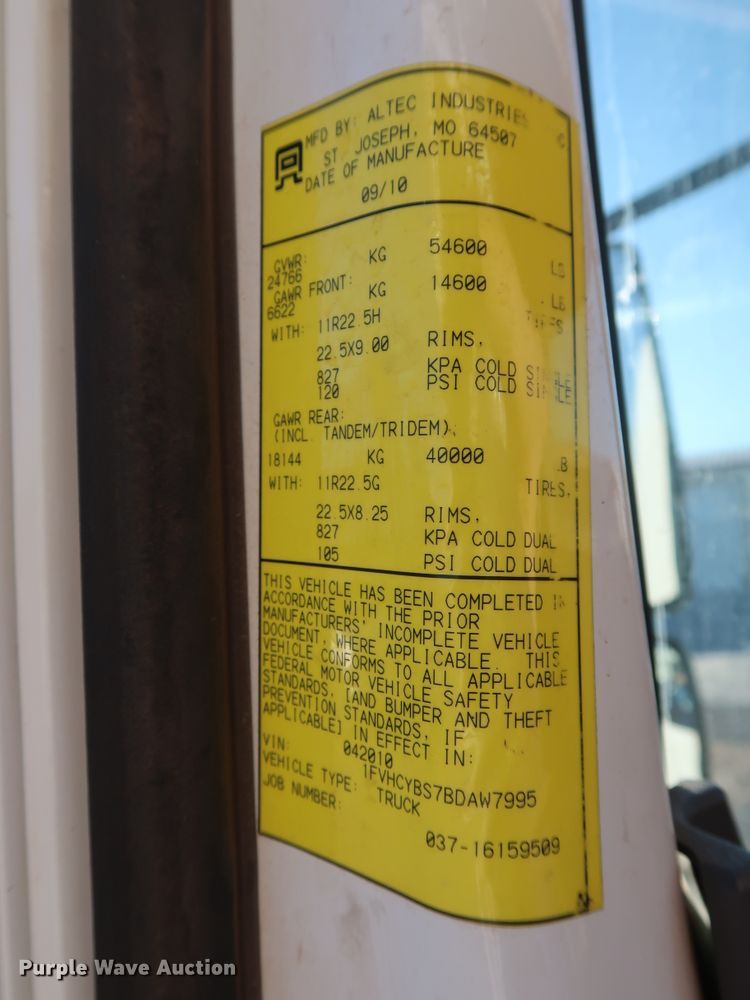 MFD BY: ALTEC INDUSTRIES C
ST. JOSEPH, MO 64507
DATE OF MANUFACTURE
09/10
GVWR:
24766 KG 54600 LB
GAWR FRONT:
6622 KG 14600 LB
WITH: 11R22.5H TIRES
22.5X9.00 RIMS,
827 KPA COLD SINGLE
120 PSI COLD SINGLE
GAWR REAR:
(INCL. TANDEM/TRIDEM),
18144 KG 40000 LB
WITH: 11R22.5G TIRES,
22.5X8.25 RIMS,
827 KPA COLD DUAL
105 PSI COLD DUAL
THIS VEHICLE HAS BEEN COMPLETED IN
ACCORDANCE WITH THE PRIOR
MANUFACTURERS' INCOMPLETE VEHICLE
DOCUMENT, WHERE APPLICABLE. THIS
VEHICLE CONFORMS TO ALL APPLICABLE
FEDERAL MOTOR VEHICLE SAFETY
STANDARDS, [AND BUMPER AND THEFT
PREVENTION STANDARDS, IF
APPLICABLE] IN EFFECT IN:
042010
VIN: 1FVHCYBS7BDAW7995
VEHICLE TYPE: TRUCK
JOB NUMBER: 037-16159509
Purple Wave Auction